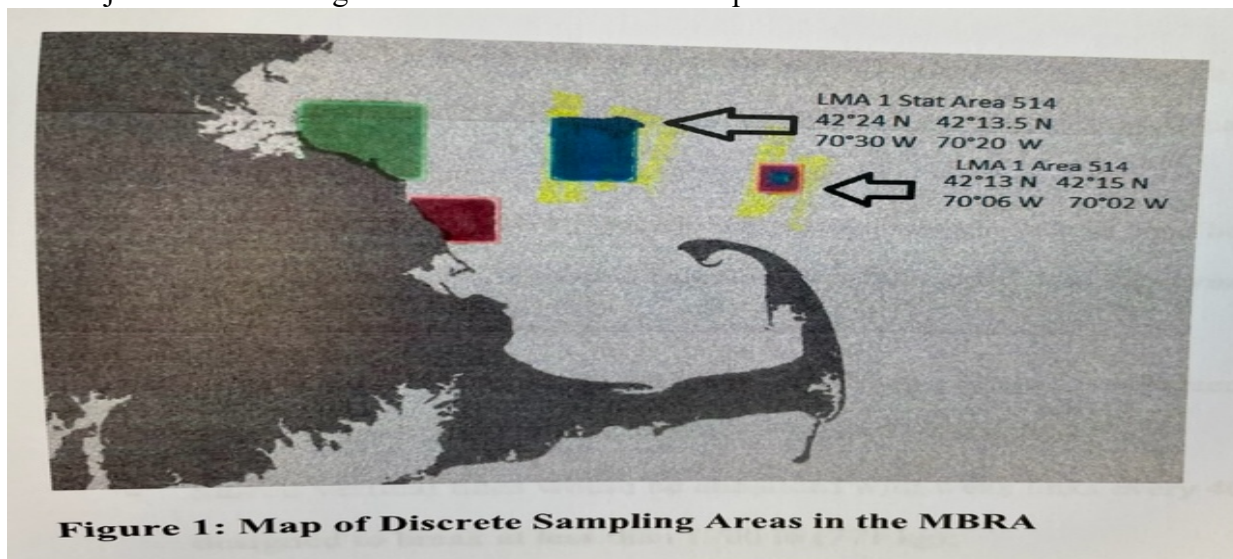 LMA 1 Stat Area 514
42°24 N 42°13.5 N
70°30 W 70°20 W
LMA 1 Area 514
42°13 N 42°15 N
70°06 W 70°02 W
Figure 1: Map of Discrete Sampling Areas in the MBRA